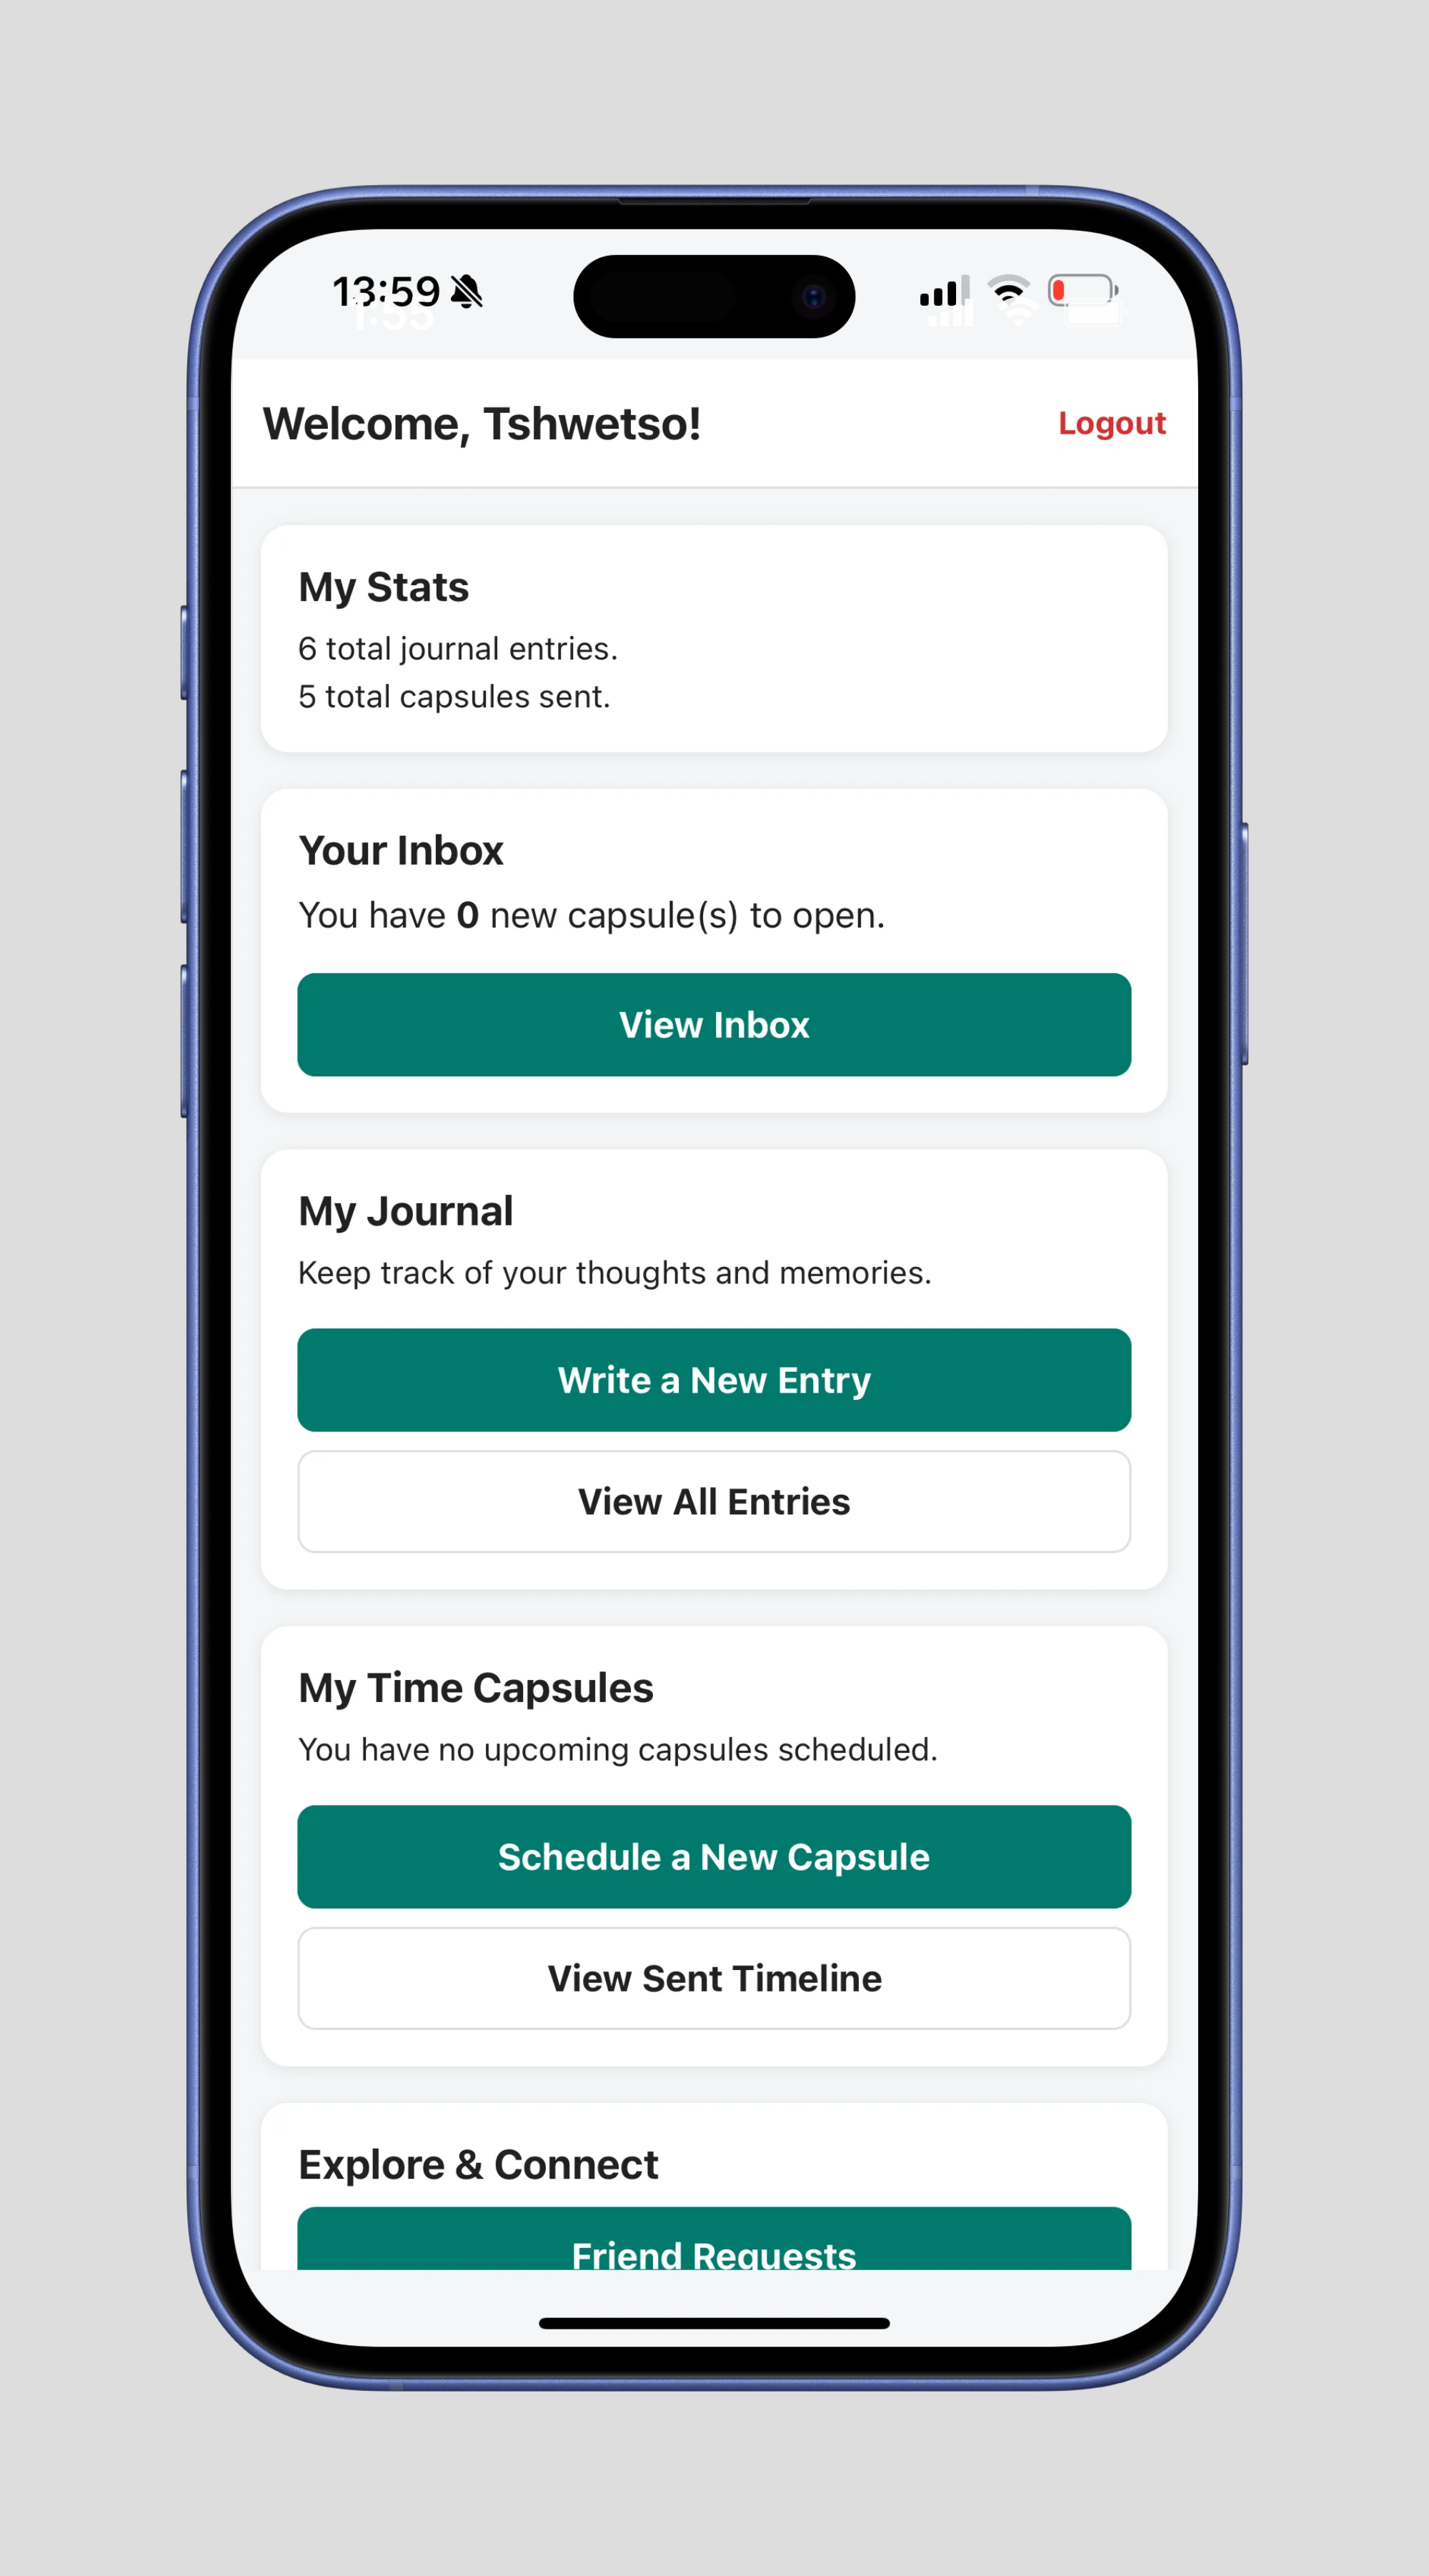 13:59
1:55
Welcome, Tshwetso!
Logout
My Stats
6 total journal entries.
5 total capsules sent.
Your Inbox
You have 0 new capsule(s) to open.
View Inbox
My Journal
Keep track of your thoughts and memories.
Write a New Entry
View All Entries
My Time Capsules
You have no upcoming capsules scheduled.
Schedule a New Capsule
View Sent Timeline
Explore & Connect
Friend Requests